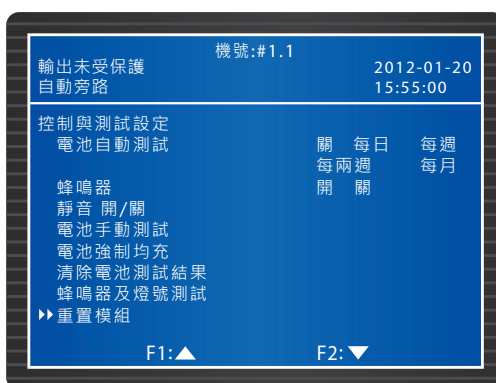 機號:#1.1
輸出未受保護 2012-01-20
自動旁路 15:55:00
控制與測試設定
電池自動測試 關 每日 每週
每兩週 每月
蜂鳴器 開 關
靜音 開/關
電池手動測試
電池強制均充
清除電池測試結果
蜂鳴器及燈號測試
重置模組
F1:▲ F2:▼